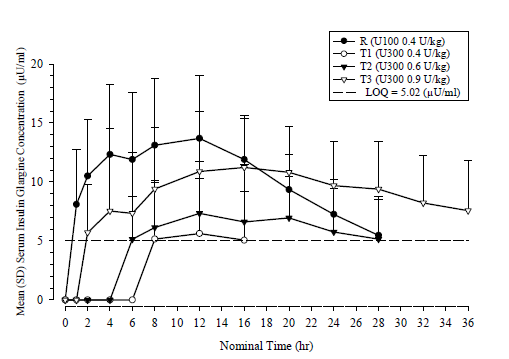 Mean (SD) Serum Insulin Glargine Concentration (µU/ml)
R (U100 0.4 U/kg)
T1 (U300 0.4 U/kg)
T2 (U300 0.6 U/kg)
T3 (U300 0.9 U/kg)
LOQ = 5.02 (µU/ml)
20
15
10
5
0
0 2 4 6 8 10 12 14 16 18 20 22 24 26 28 30 32 34 36
Nominal Time (hr)